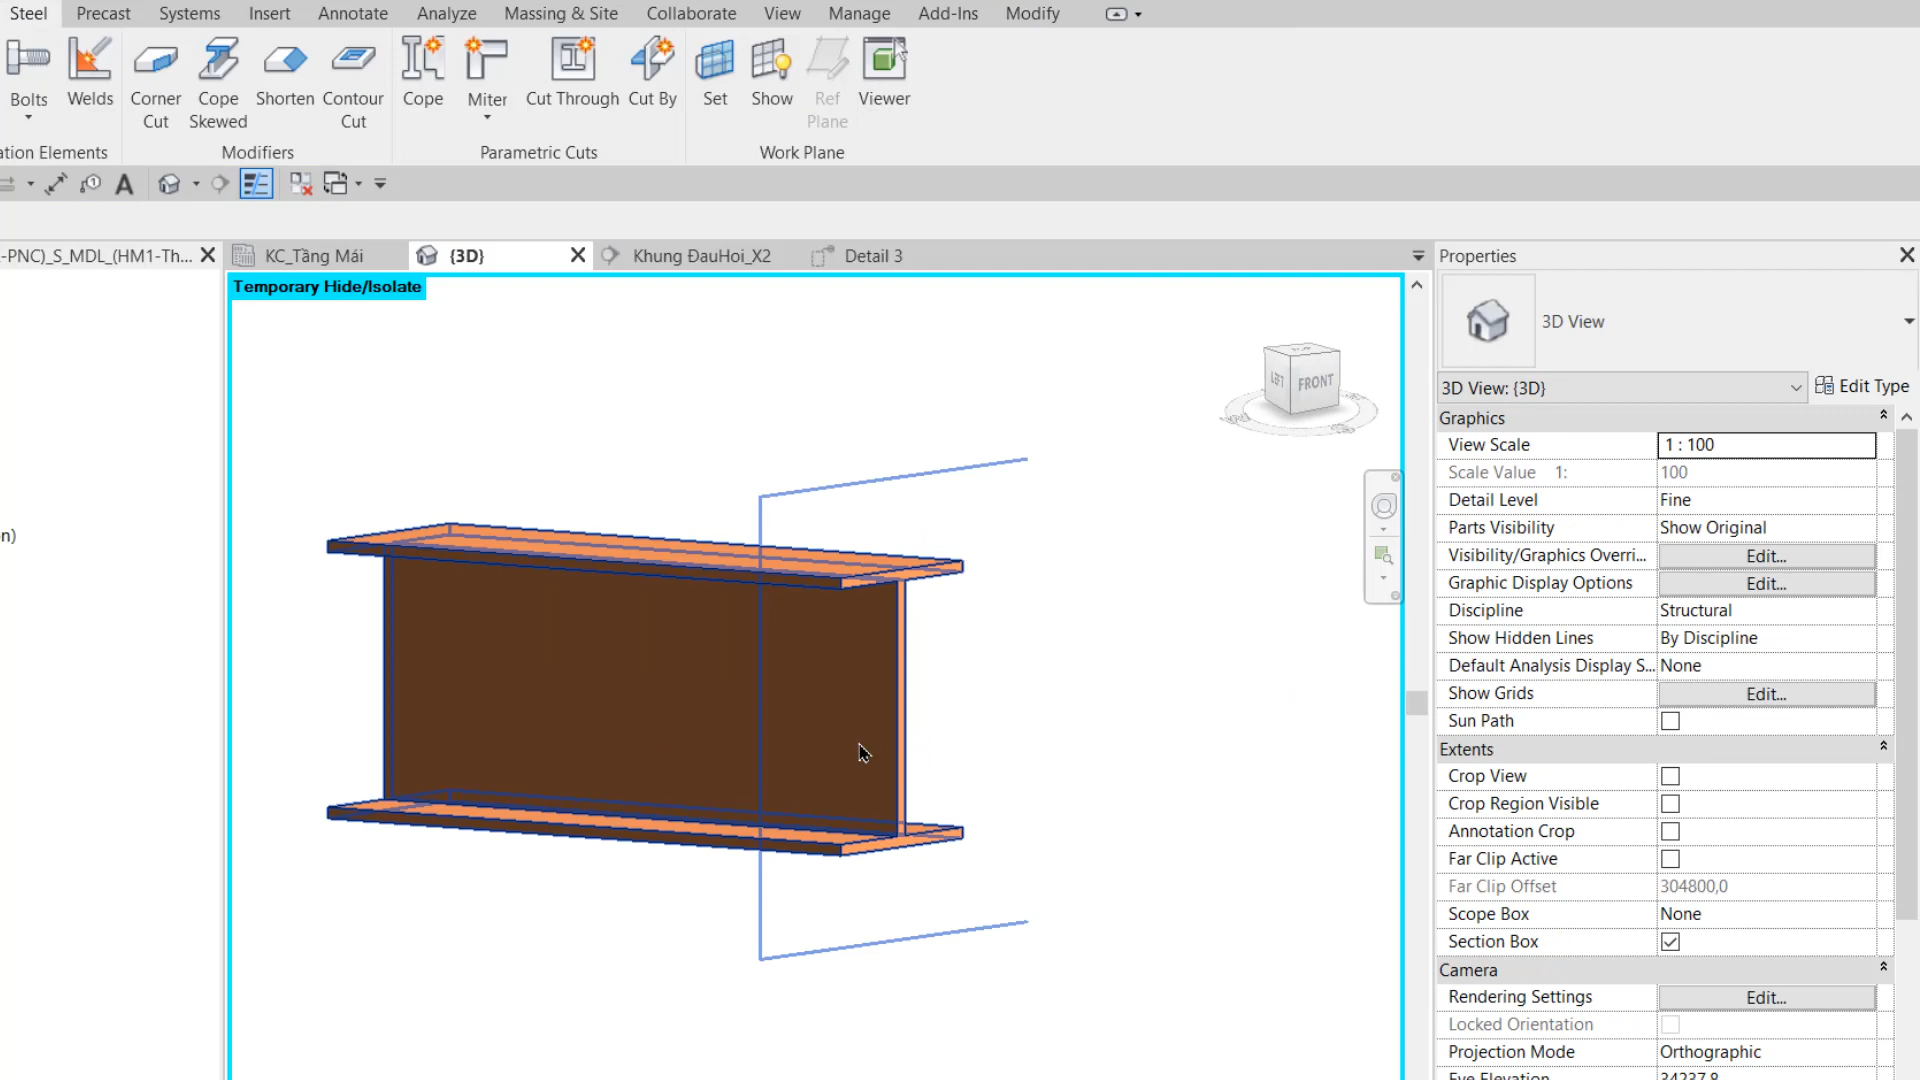 Steel Precast Systems Insert Annotate Analyze Massing & Site Collaborate View Manage Add-Ins Modify
Bolts Welds Corner Cope Shorten Contour Cope Miter Cut Through Cut By Set Show Ref Viewer
Cut Skewed Cut Plane
ation Elements Modifiers Parametric Cuts Work Plane
A
-PNC)_S_MDL_(HM1-Th... KC_Tầng Mái {3D} Khung ĐauHoi_X2 Detail 3
Temporary Hide/Isolate
n)
LEFT FRONT
Properties
3D View
3D View: {3D} Edit Type
Graphics
View Scale 1 : 100
Scale Value 1: 100
Detail Level Fine
Parts Visibility Show Original
Visibility/Graphics Overri... Edit...
Graphic Display Options Edit...
Discipline Structural
Show Hidden Lines By Discipline
Default Analysis Display S... None
Show Grids Edit...
Sun Path
Extents
Crop View
Crop Region Visible
Annotation Crop
Far Clip Active
Far Clip Offset 304800,0
Scope Box None
Section Box
Camera
Rendering Settings Edit...
Locked Orientation
Projection Mode Orthographic
Eye Elevation 34237,8